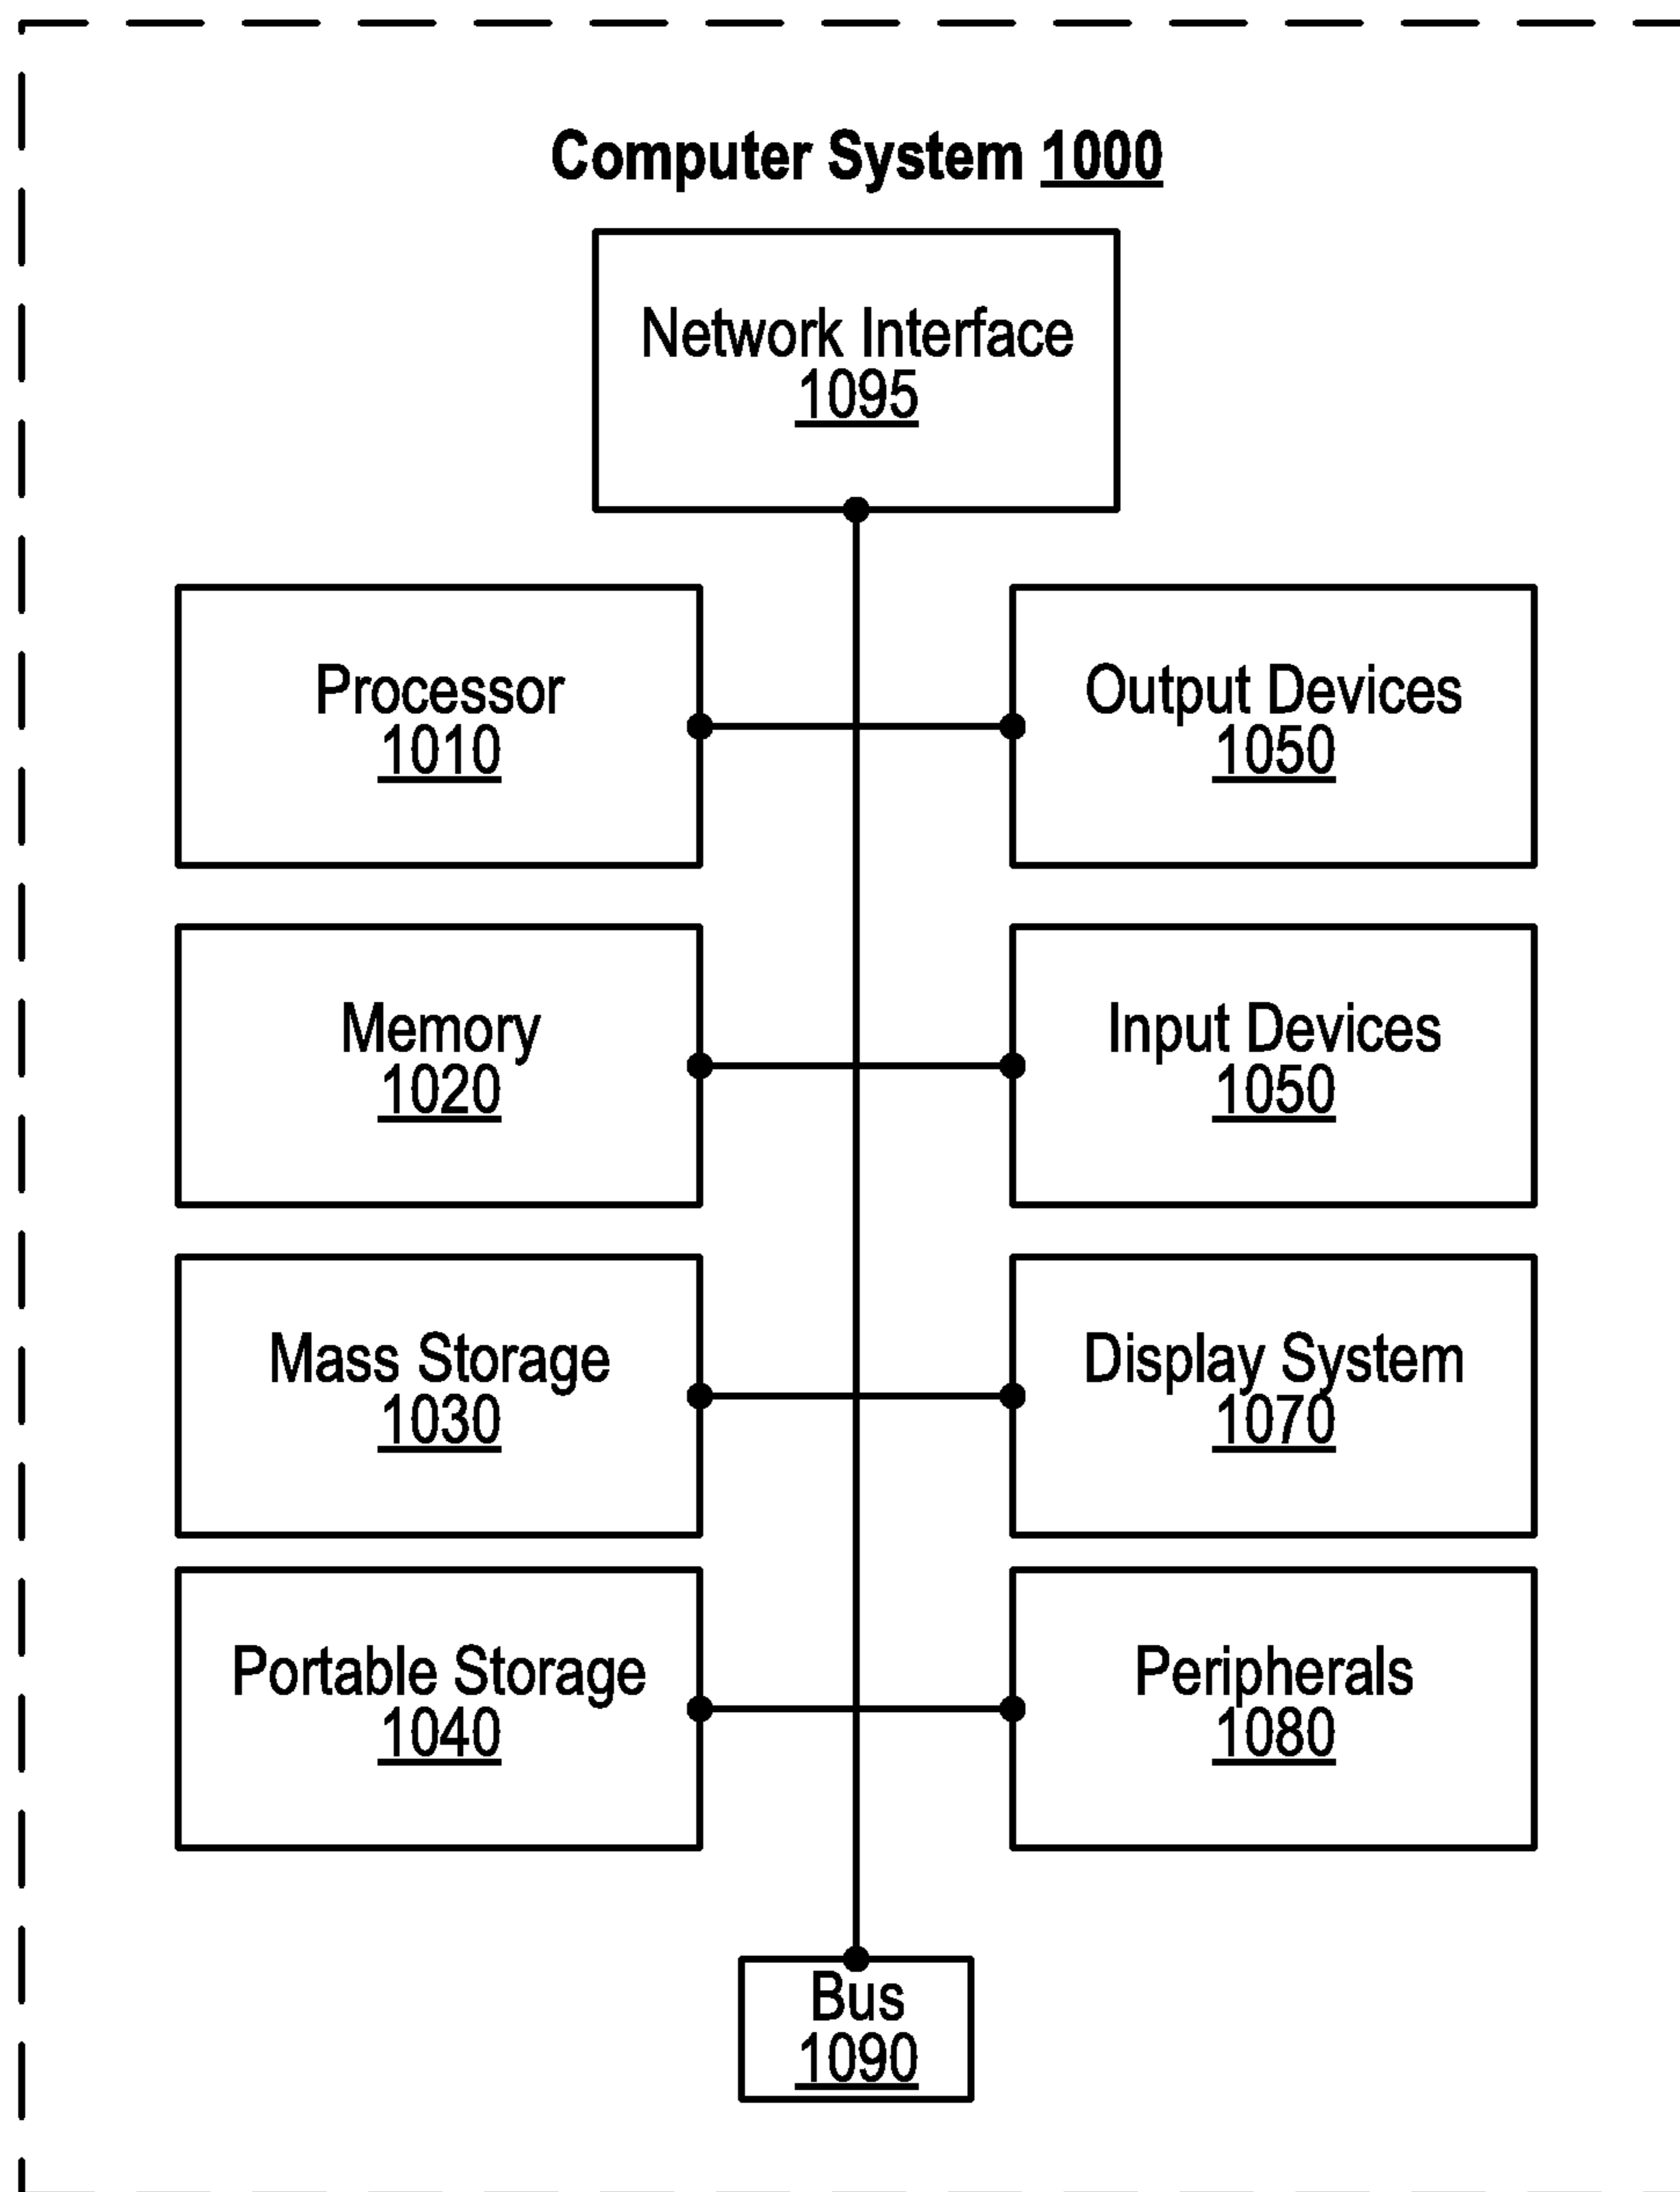 Computer System 1000
Network Interface
1095
Processor
1010
Output Devices
1050
Memory
1020
Input Devices
1050
Mass Storage
1030
Display System
1070
Portable Storage
1040
Peripherals
1080
Bus
1090